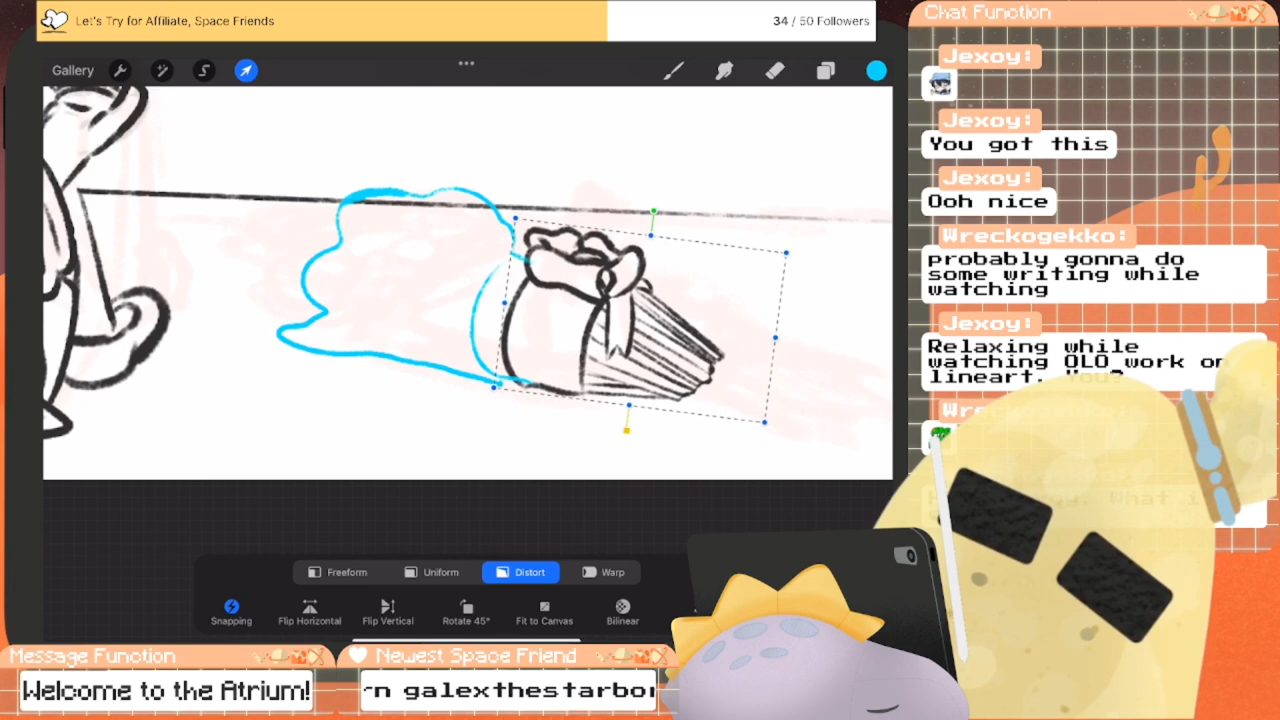 Let's Try for Affiliate, Space Friends
34 / 50 Followers
Gallery
Chat Function
Jexoy:
Jexoy:
You got this
Jexoy:
Ooh nice
Wreckogekko:
probably gonna do
some writing while
watching
Jexoy:
Relaxing while
watching OLO work on
lineart. You?
Freeform
Uniform
Distort
Warp
Snapping
Flip Horizontal
Flip Vertical
Rotate 45°
Fit to Canvas
Bilinear
Message Function
Welcome to the Atrium!
Newest Space Friend
rn galexthestarbor